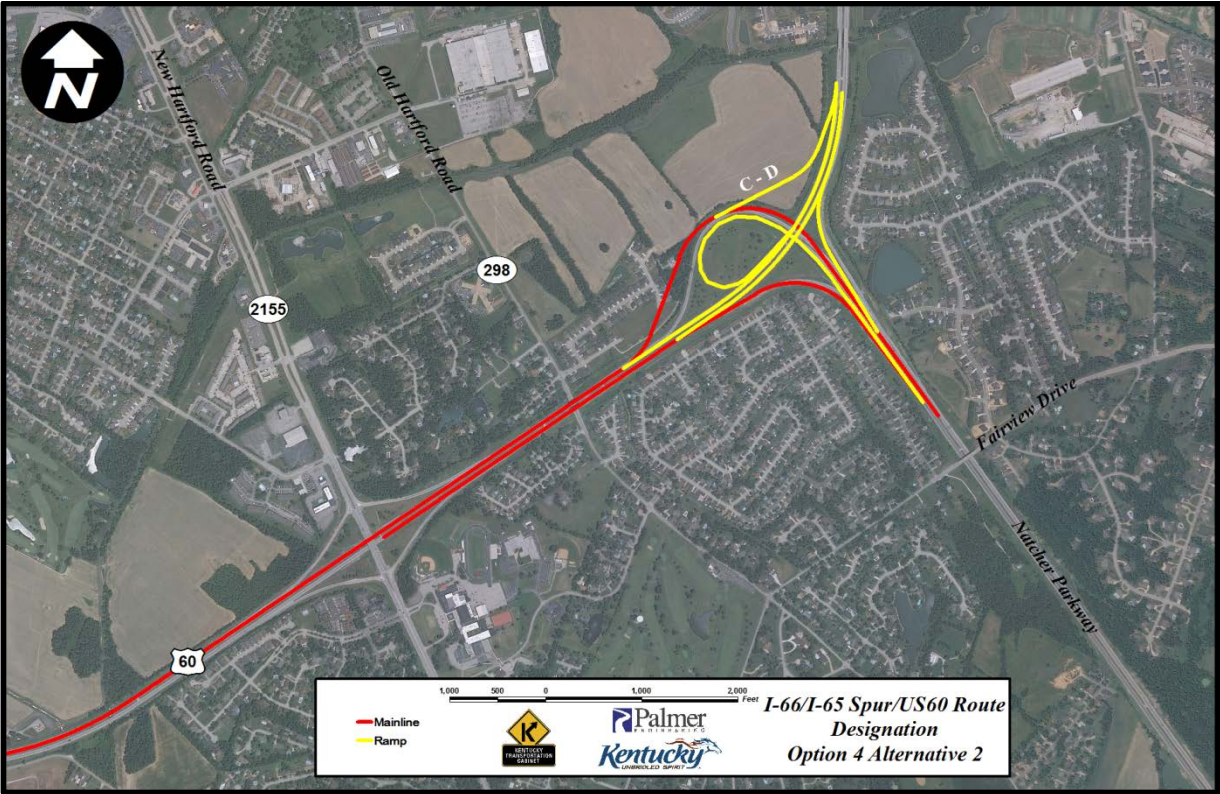 N
New Hartford Road
Old Hartford Road
C - D
298
2155
Fairview Drive
Natcher Parkway
60
1,000 500 0 1,000 2,000 Feet
Mainline
Ramp
KENTUCKY
TRANSPORTATION
CABINET
Palmer
ENGINEERING
Kentucky
UNBRIDLED SPIRIT
I-66/I-65 Spur/US60 Route
Designation
Option 4 Alternative 2